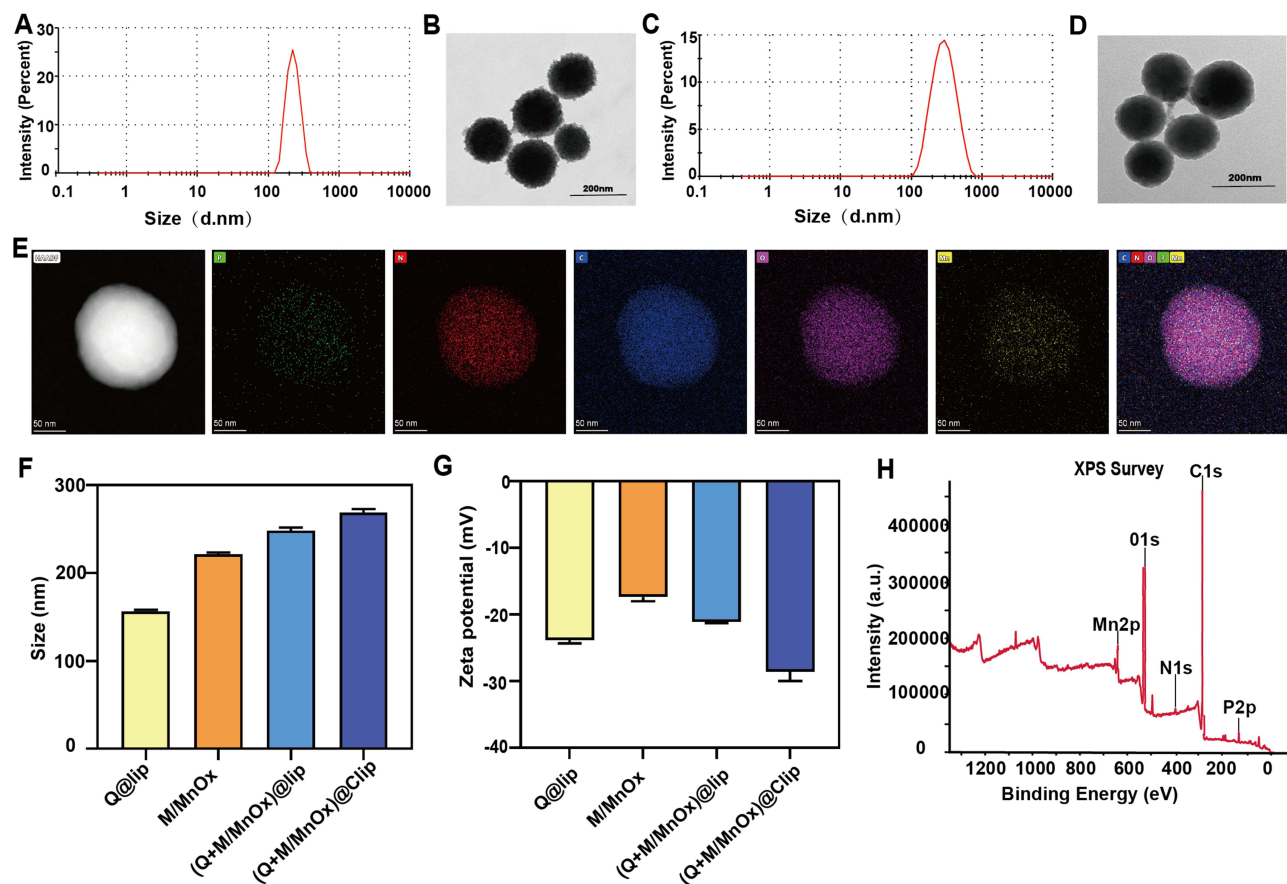 A
Intensity (Percent)
30
20
10
0
0.1 1 10 100 1000 10000
Size（d.nm）
B
200nm
C
Intensity (Percent)
15
10
5
0
0.1 1 10 100 1000 10000
Size（d.nm）
D
200nm
E
HAADF
50 nm
P
50 nm
N
50 nm
C
50 nm
O
50 nm
Mn
50 nm
C N O P Mn
50 nm
F
Size (nm)
300
200
100
0
Q@lip
M/MnOx
(Q+M/MnOx)@lip
(Q+M/MnOx)@Clip
G
Zeta potential (mV)
0
-10
-20
-30
-40
Q@lip
M/MnOx
(Q+M/MnOx)@lip
(Q+M/MnOx)@Clip
H
XPS Survey
C1s
01s
Mn2p
N1s
P2p
Intensity (a.u.)
400000
300000
200000
100000
0
1200 1000 800 600 400 200 0
Binding Energy (eV)